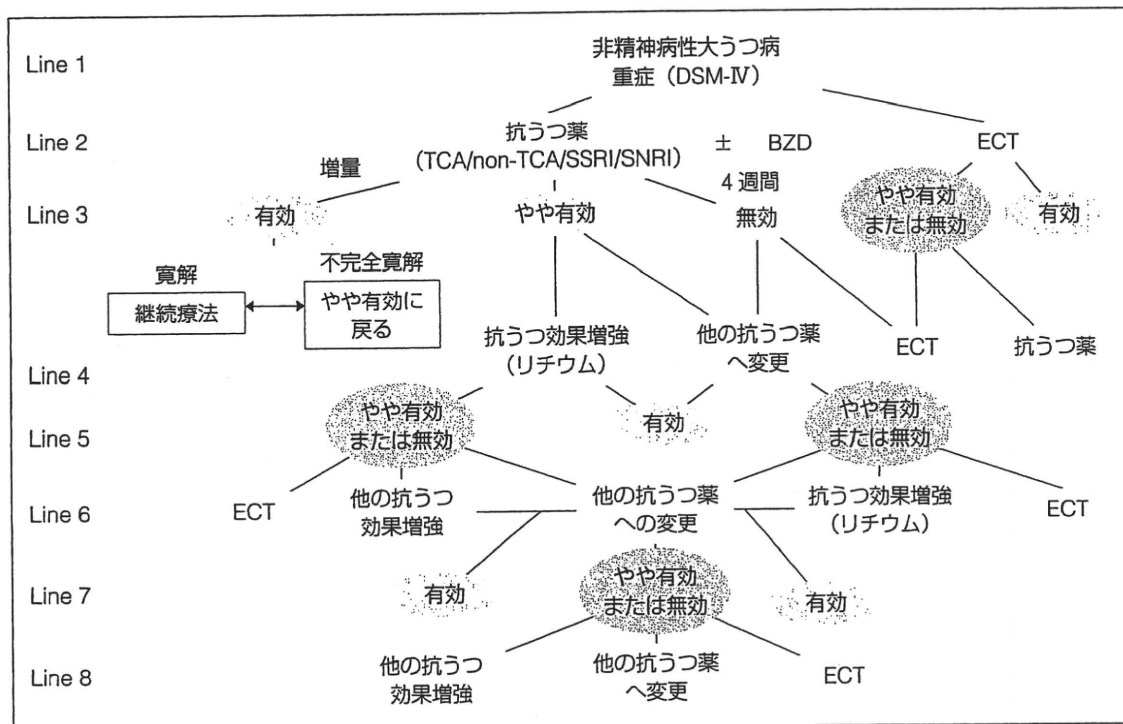 Line 1
非精神病性大うつ病
重症（DSM-Ⅳ）
Line 2
抗うつ薬
（TCA/non-TCA/SSRI/SNRI）
± BZD
ECT
増量
4 週間
Line 3
有効
やや有効
無効
やや有効
または無効
有効
寛解
継続療法
不完全寛解
やや有効に
戻る
Line 4
抗うつ効果増強
（リチウム）
他の抗うつ薬
へ変更
ECT
抗うつ薬
Line 5
やや有効
または無効
有効
やや有効
または無効
Line 6
ECT
他の抗うつ
効果増強
他の抗うつ薬
への変更
抗うつ効果増強
（リチウム）
ECT
Line 7
有効
やや有効
または無効
有効
Line 8
他の抗うつ
効果増強
他の抗うつ薬
へ変更
ECT